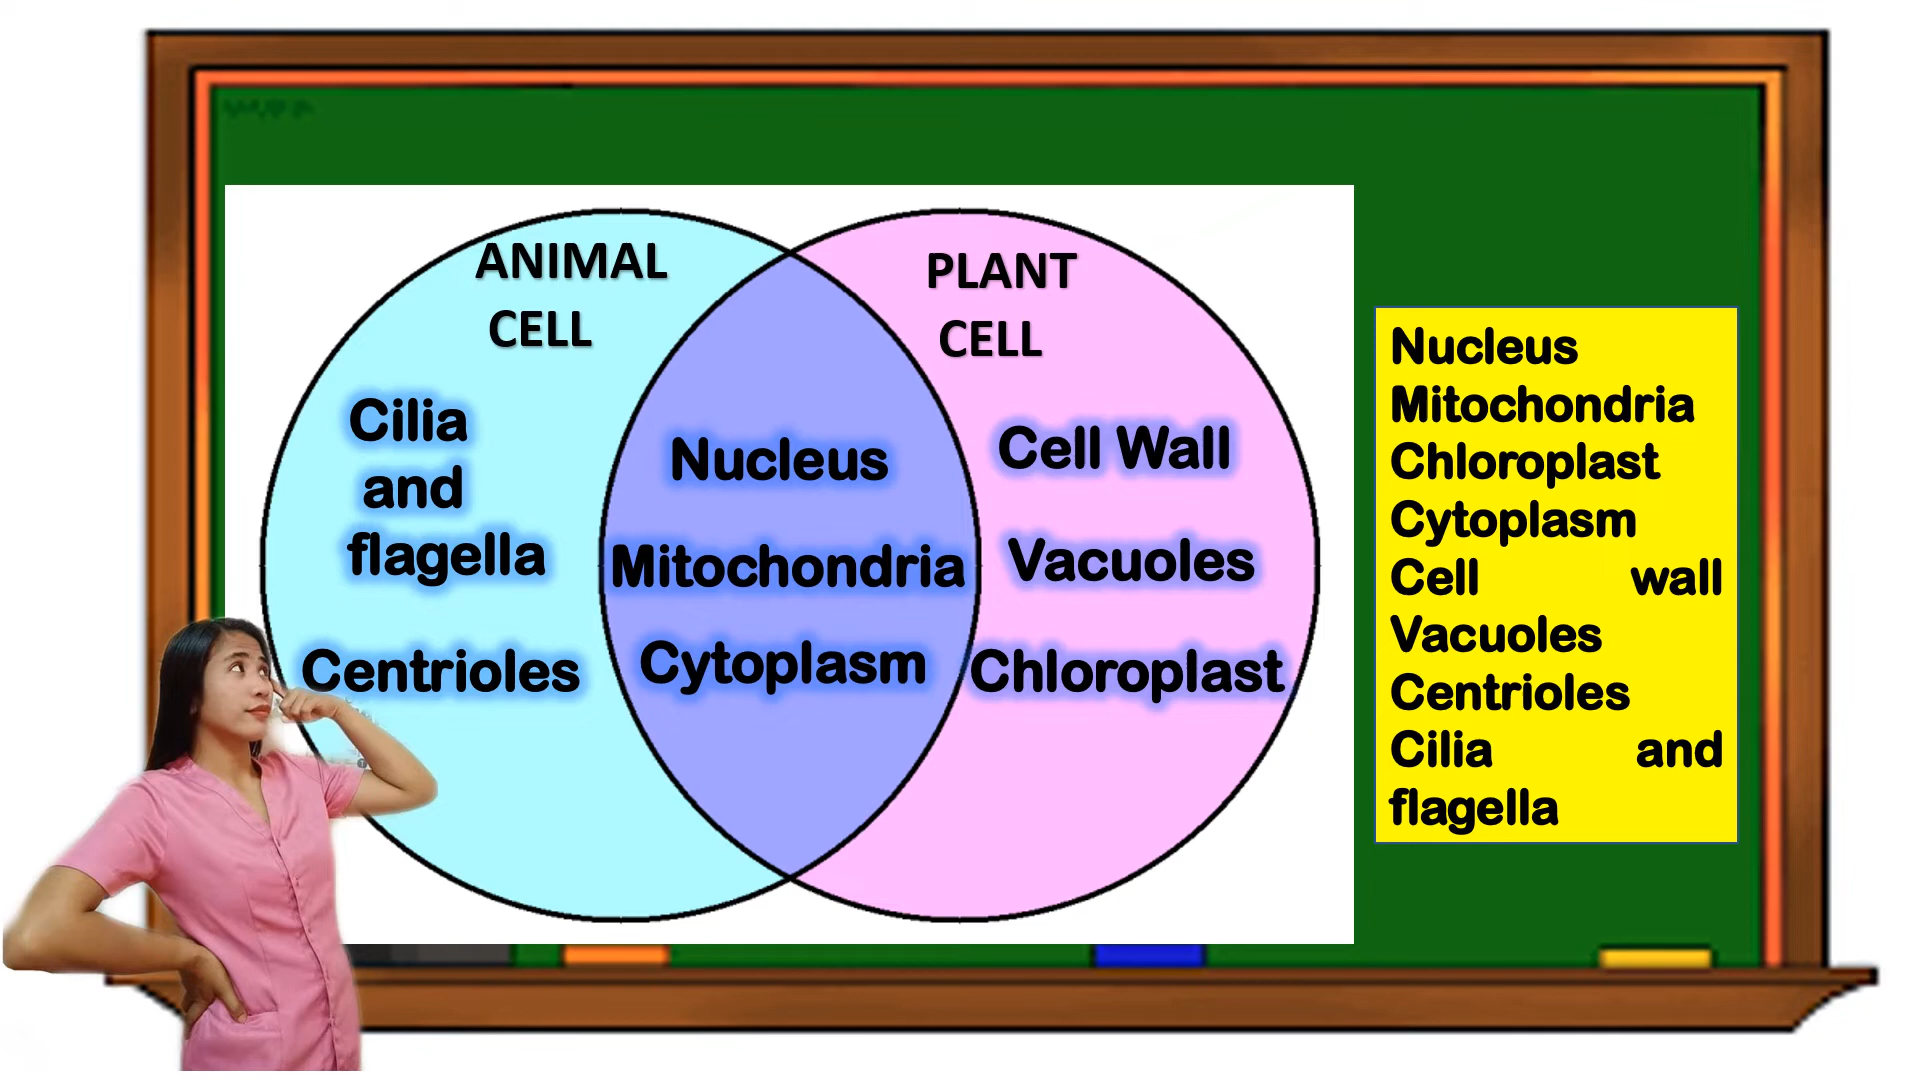 ANIMAL
CELL
Cilia
and
flagella
Centrioles
Nucleus
Mitochondria
Cytoplasm
PLANT
CELL
Cell Wall
Vacuoles
Chloroplast
Nucleus
Mitochondria
Chloroplast
Cytoplasm
Cell wall
Vacuoles
Centrioles
Cilia and
flagella